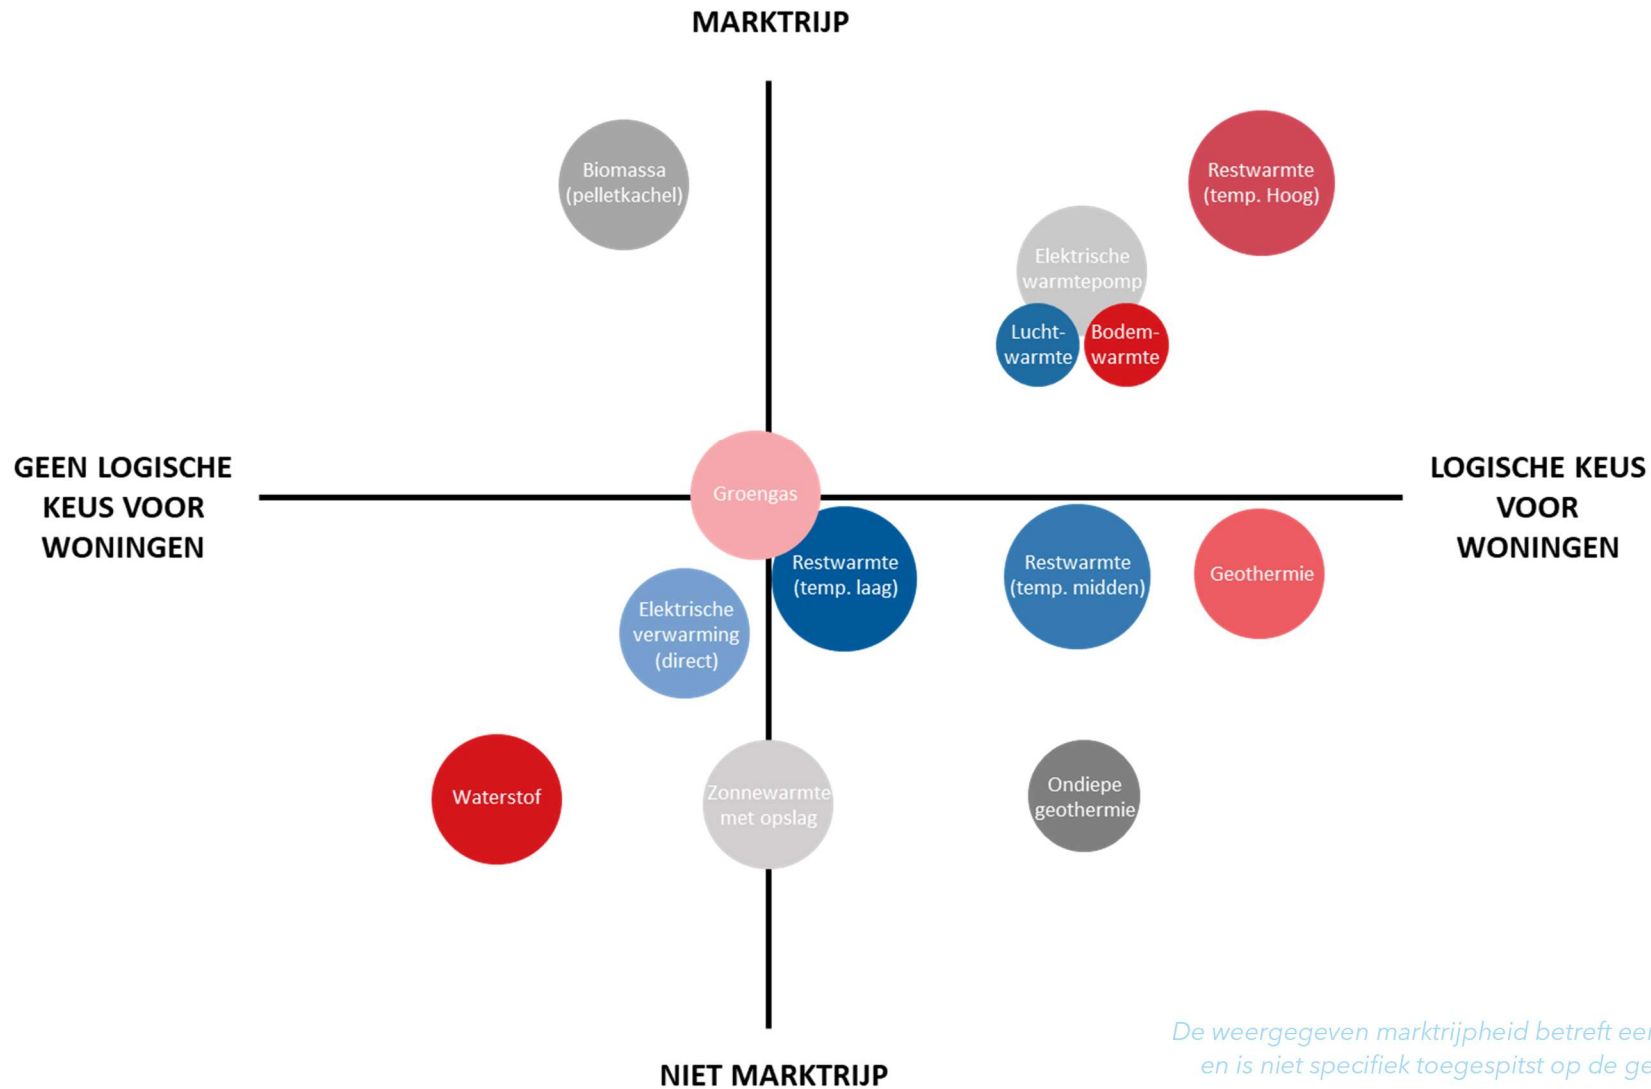 MARKTRIJP
Biomassa
(pelletkachel)
Restwarmte
(temp. Hoog)
Elektrische
warmtepomp
Lucht-
warmte
Bodem-
warmte
GEEN LOGISCHE
KEUS VOOR
WONINGEN
LOGISCHE KEUS
VOOR
WONINGEN
Groengas
Restwarmte
(temp. laag)
Restwarmte
(temp. midden)
Geothermie
Elektrische
verwarming
(direct)
Waterstof
Zonnewarmte
met opslag
Ondiepe
geothermie
De weergegeven marktrijpheid betreft eer
en is niet specifiek toegespitst op de ge
NIET MARKTRIJP